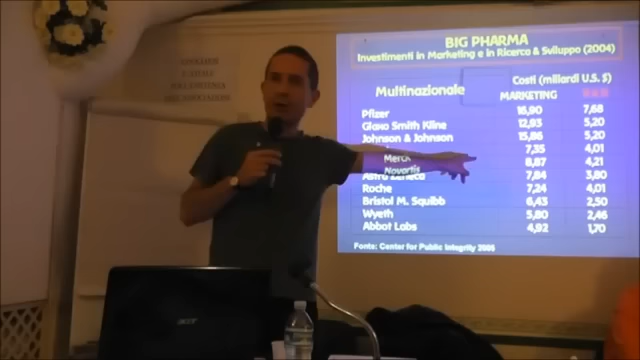 BIG PHARMA
Investimenti in Marketing e in Ricerca & Sviluppo (2004)
Costi (miliardi U.S. $)
Multinazionale MARKETING R&S
Pfizer 16,90 7,68
Glaxo Smith Kline 12,93 5,20
Johnson & Johnson 15,86 5,20
Merck 7,35 4,01
Novartis 8,87 4,21
Astra Zeneca 7,84 3,80
Roche 7,24 4,01
Bristol M. Squibb 6,43 2,50
Wyeth 5,80 2,46
Abbot Labs 4,92 1,70
Fonte: Center for Public Integrity 2005
acer